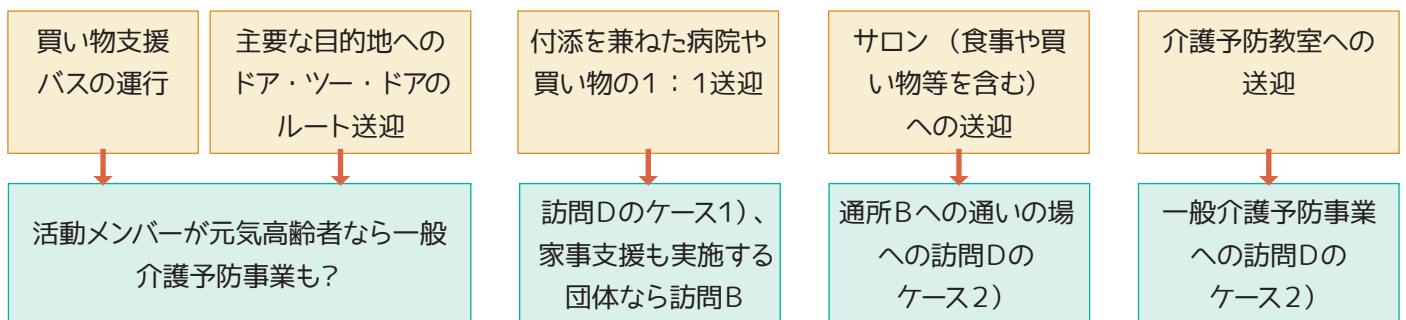 買い物支援
バスの運行
主要な目的地への
ドア・ツー・ドアの
ルート送迎
付添を兼ねた病院や
買い物の1：1送迎
サロン （食事や買
い物等を含む）
への送迎
介護予防教室への
送迎
活動メンバーが元気高齢者なら一般
介護予防事業も?
訪問Dのケース1）、
家事支援も実施する
団体なら訪問B
通所Bへの通いの場
への訪問Dの
ケース2）
一般介護予防事業
への訪問Dの
ケース2）